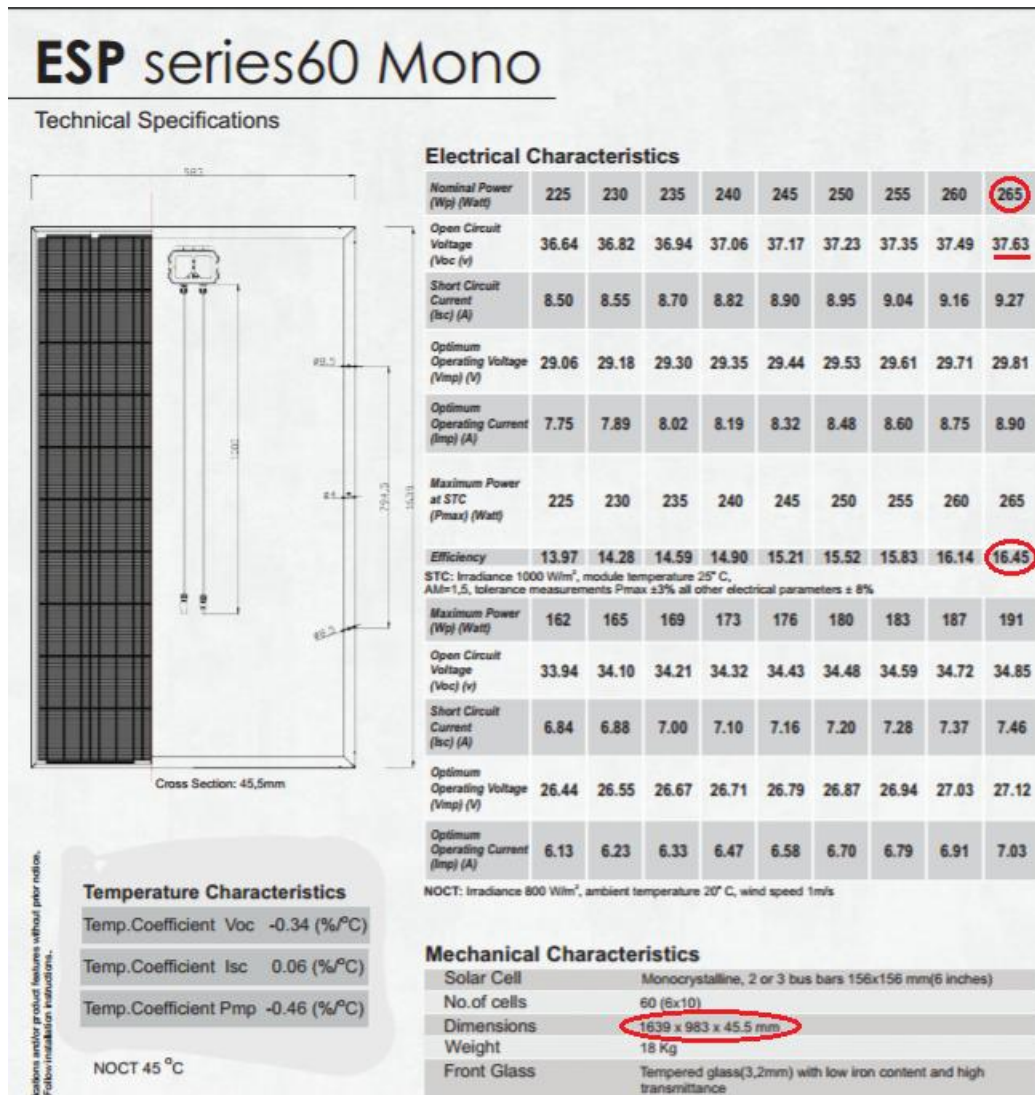 ESP series60 Mono
Technical Specifications
983
ø9.5
1000
794,5
1639
Cross Section: 45,5mm
Electrical Characteristics
Nominal Power (Wp) (Watt) 225 230 235 240 245 250 255 260 265
Open Circuit Voltage (Voc (v) 36.64 36.82 36.94 37.06 37.17 37.23 37.35 37.49 37.63
Short Circuit Current (Isc) (A) 8.50 8.55 8.70 8.82 8.90 8.95 9.04 9.16 9.27
Optimum Operating Voltage (Vmp) (V) 29.06 29.18 29.30 29.35 29.44 29.53 29.61 29.71 29.81
Optimum Operating Current (Imp) (A) 7.75 7.89 8.02 8.19 8.32 8.48 8.60 8.75 8.90
Maximum Power at STC (Pmax) (Watt) 225 230 235 240 245 250 255 260 265
Efficiency 13.97 14.28 14.59 14.90 15.21 15.52 15.83 16.14 16.45
STC: Irradiance 1000 W/m², module temperature 25° C,
AM=1,5, tolerance measurements Pmax ±3% all other electrical parameters ± 8%
Maximum Power (Wp) (Watt) 162 165 169 173 176 180 183 187 191
Open Circuit Voltage (Voc) (v) 33.94 34.10 34.21 34.32 34.43 34.48 34.59 34.72 34.85
Short Circuit Current (Isc) (A) 6.84 6.88 7.00 7.10 7.16 7.20 7.28 7.37 7.46
Optimum Operating Voltage (Vmp) (V) 26.44 26.55 26.67 26.71 26.79 26.87 26.94 27.03 27.12
Optimum Operating Current (Imp) (A) 6.13 6.23 6.33 6.47 6.58 6.70 6.79 6.91 7.03
NOCT: Irradiance 800 W/m², ambient temperature 20° C, wind speed 1m/s
Temperature Characteristics
Temp.Coefficient Voc -0.34 (%/°C)
Temp.Coefficient Isc 0.06 (%/°C)
Temp.Coefficient Pmp -0.46 (%/°C)
NOCT 45 °C
Mechanical Characteristics
Solar Cell Monocrystalline, 2 or 3 bus bars 156x156 mm(6 inches)
No.of cells 60 (6x10)
Dimensions 1639 x 983 x 45.5 mm
Weight 18 Kg
Front Glass Tempered glass(3,2mm) with low iron content and high
transmittance
and/or product features without prior notice.
Follow installation instructions.